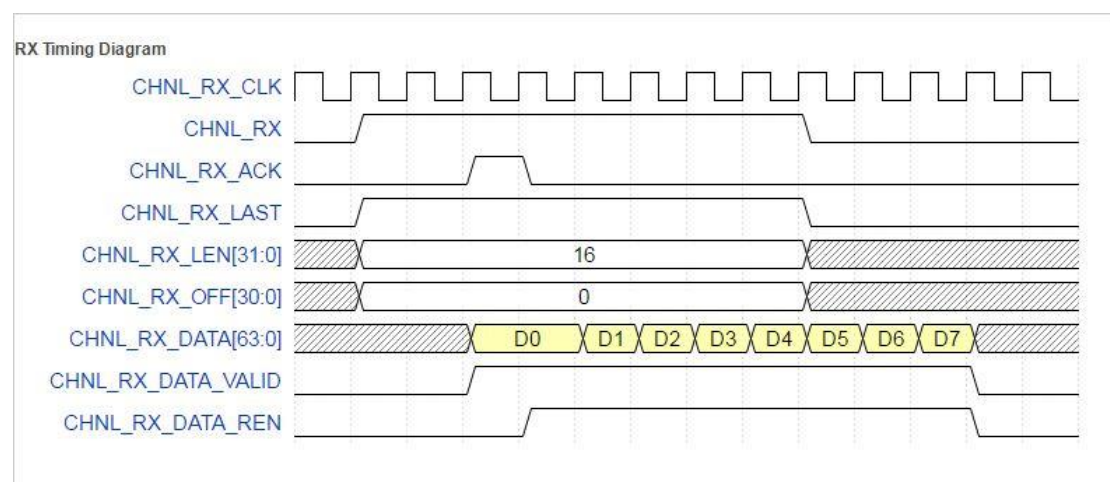 RX Timing Diagram
CHNL_RX_CLK
CHNL_RX
CHNL_RX_ACK
CHNL_RX_LAST
CHNL_RX_LEN[31:0] 16
CHNL_RX_OFF[30:0] 0
CHNL_RX_DATA[63:0] D0 D1 D2 D3 D4 D5 D6 D7
CHNL_RX_DATA_VALID
CHNL_RX_DATA_REN